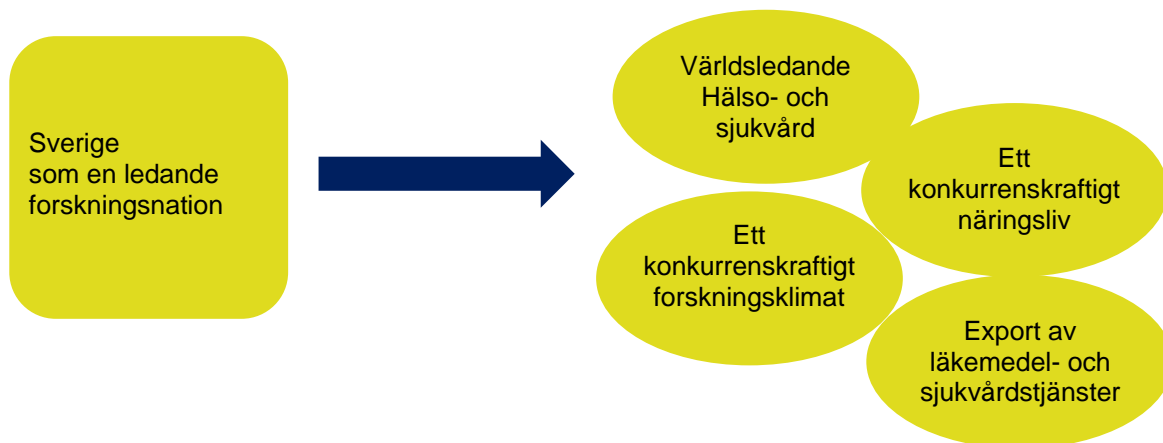 Sverige
som en ledande
forskningsnation
Världsledande
Hälso- och
sjukvård
Ett
konkurrenskraftigt
näringsliv
Ett
konkurrenskraftigt
forskningsklimat
Export av
läkemedel- och
sjukvårdstjänster